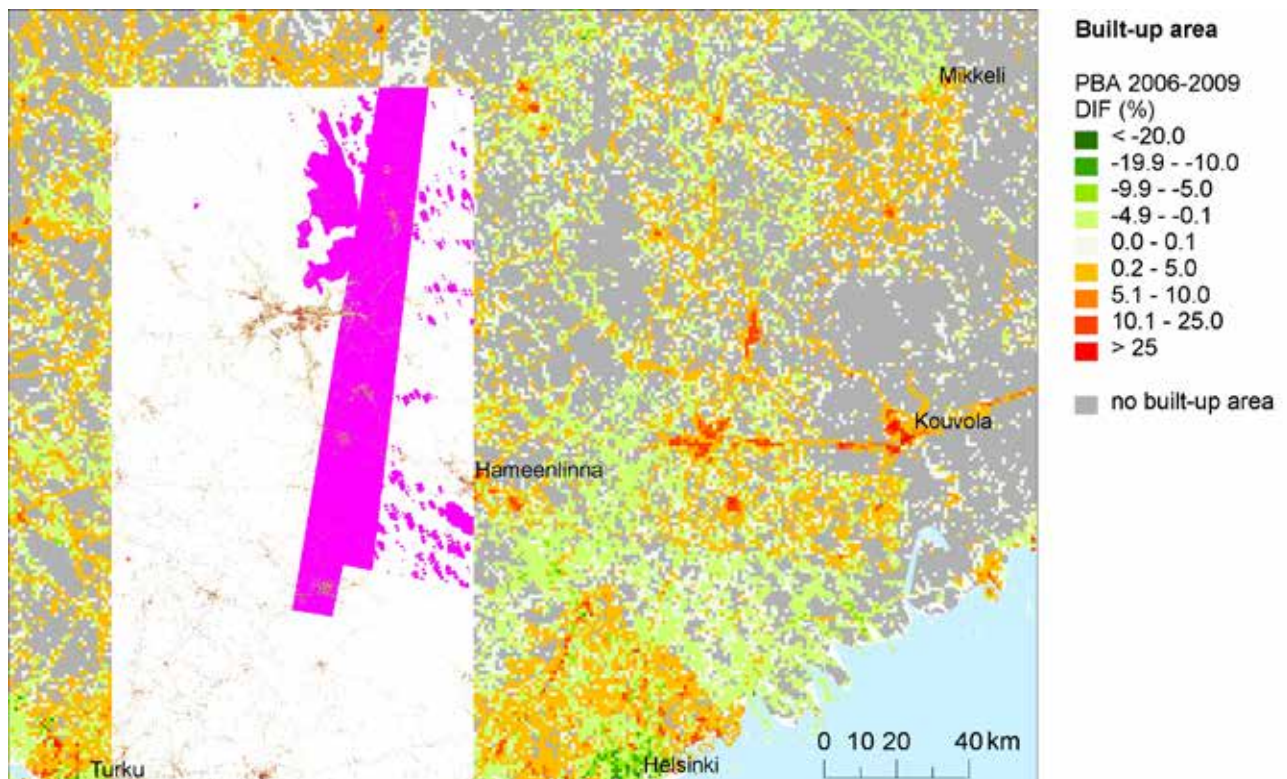 Built-up area
PBA 2006-2009
DIF (%)
< -20.0
-19.9 - -10.0
-9.9 - -5.0
-4.9 - -0.1
0.0 - 0.1
0.2 - 5.0
5.1 - 10.0
10.1 - 25.0
> 25
no built-up area
Mikkeli
Kouvola
Hameenlinna
Helsinki
Turku
0 10 20 40 km